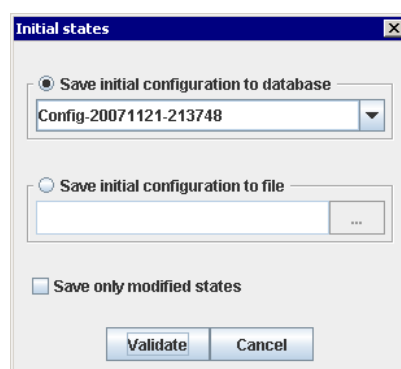 Initial states
Save initial configuration to database
Config-20071121-213748
Save initial configuration to file
...
Save only modified states
Validate Cancel